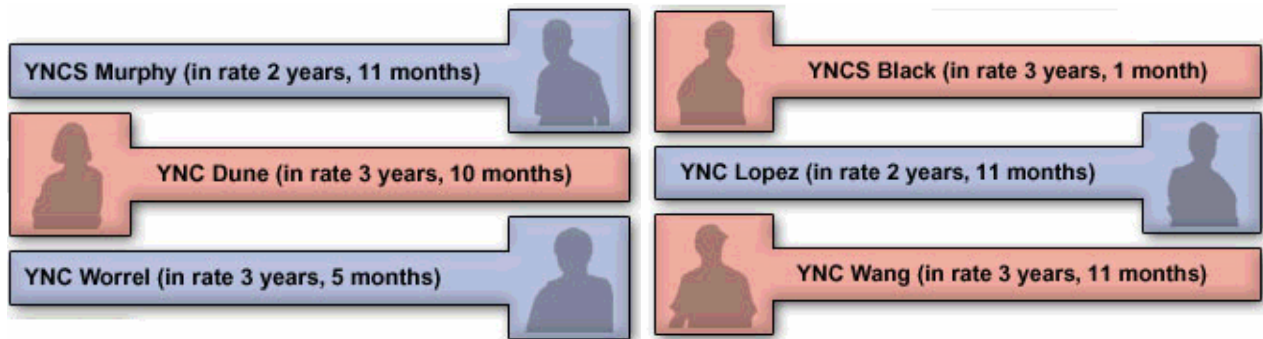 YNCS Murphy (in rate 2 years, 11 months)
YNCS Black (in rate 3 years, 1 month)
YNC Dune (in rate 3 years, 10 months)
YNC Lopez (in rate 2 years, 11 months)
YNC Worrel (in rate 3 years, 5 months)
YNC Wang (in rate 3 years, 11 months)